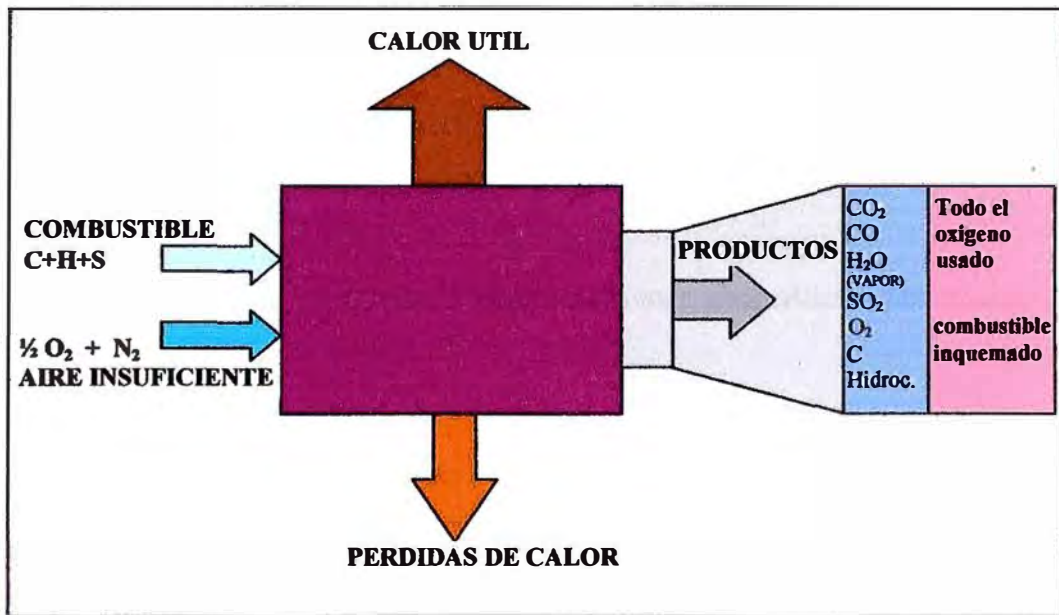 CALOR UTIL
COMBUSTIBLE
C+H+S
½ O₂ + N₂
AIRE INSUFICIENTE
PRODUCTOS
CO₂
CO
H₂O
(VAPOR)
SO₂
O₂
C
Hidroc.
Todo el
oxigeno
usado
combustible
inquemado
PERDIDAS DE CALOR